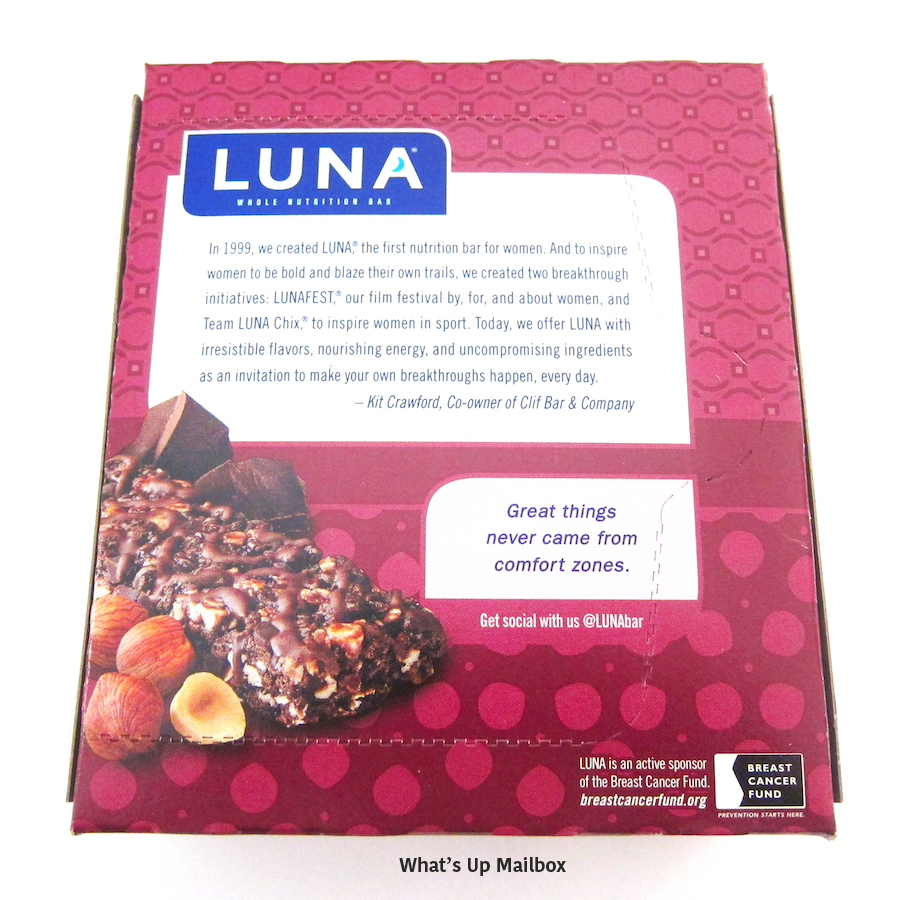 LUNA®
WHOLE NUTRITION BAR
In 1999, we created LUNA,® the first nutrition bar for women. And to inspire
women to be bold and blaze their own trails, we created two breakthrough
initiatives: LUNAFEST,® our film festival by, for, and about women, and
Team LUNA Chix,® to inspire women in sport. Today, we offer LUNA with
irresistible flavors, nourishing energy, and uncompromising ingredients
as an invitation to make your own breakthroughs happen, every day.
– Kit Crawford, Co-owner of Clif Bar & Company
Great things
never came from
comfort zones.
Get social with us @LUNAbar
LUNA is an active sponsor
of the Breast Cancer Fund.
breastcancerfund.org
BREAST
CANCER
FUND
PREVENTION STARTS HERE.
What's Up Mailbox